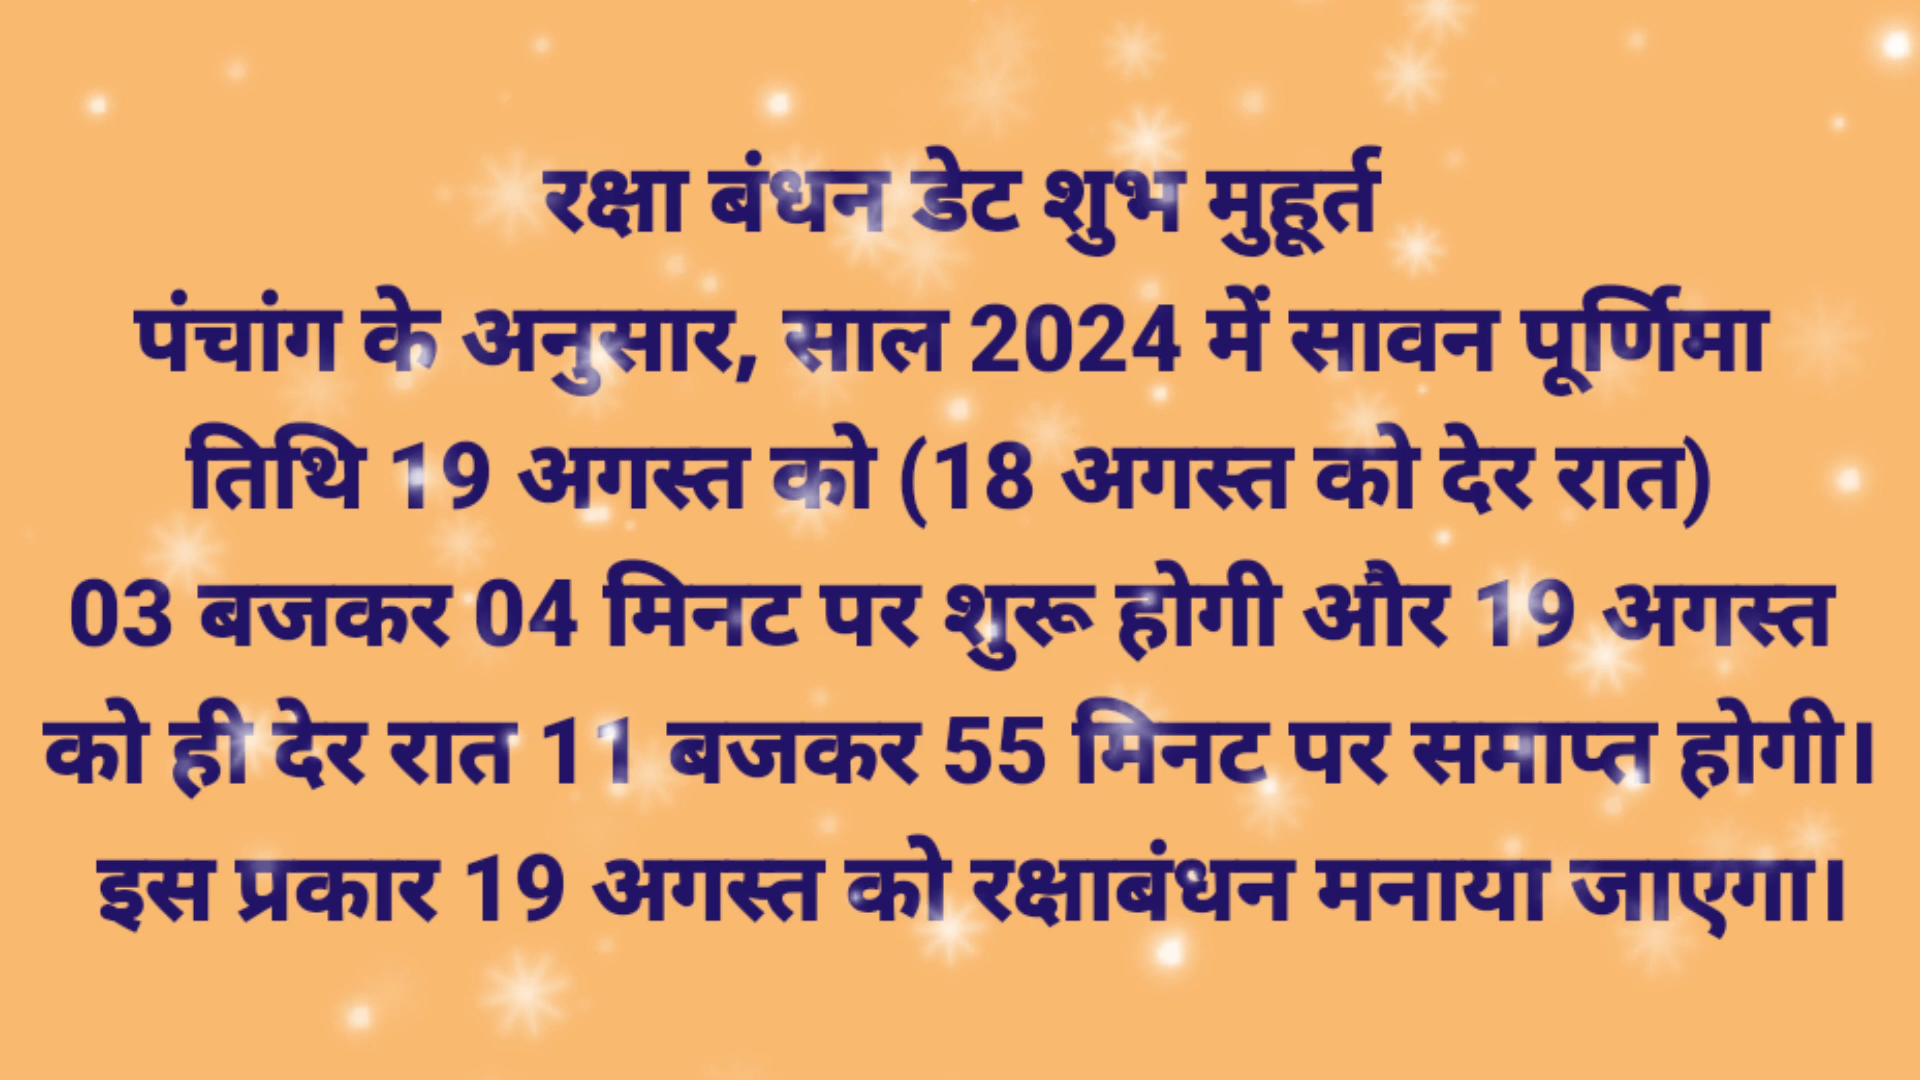 रक्षा बंधन डेट शुभ मुहूर्त
पंचांग के अनुसार, साल 2024 में सावन पूर्णिमा
तिथि 19 अगस्त को (18 अगस्त को देर रात)
03 बजकर 04 मिनट पर शुरू होगी और 19 अगस्त
को ही देर रात 11 बजकर 55 मिनट पर समाप्त होगी।
इस प्रकार 19 अगस्त को रक्षाबंधन मनाया जाएगा।